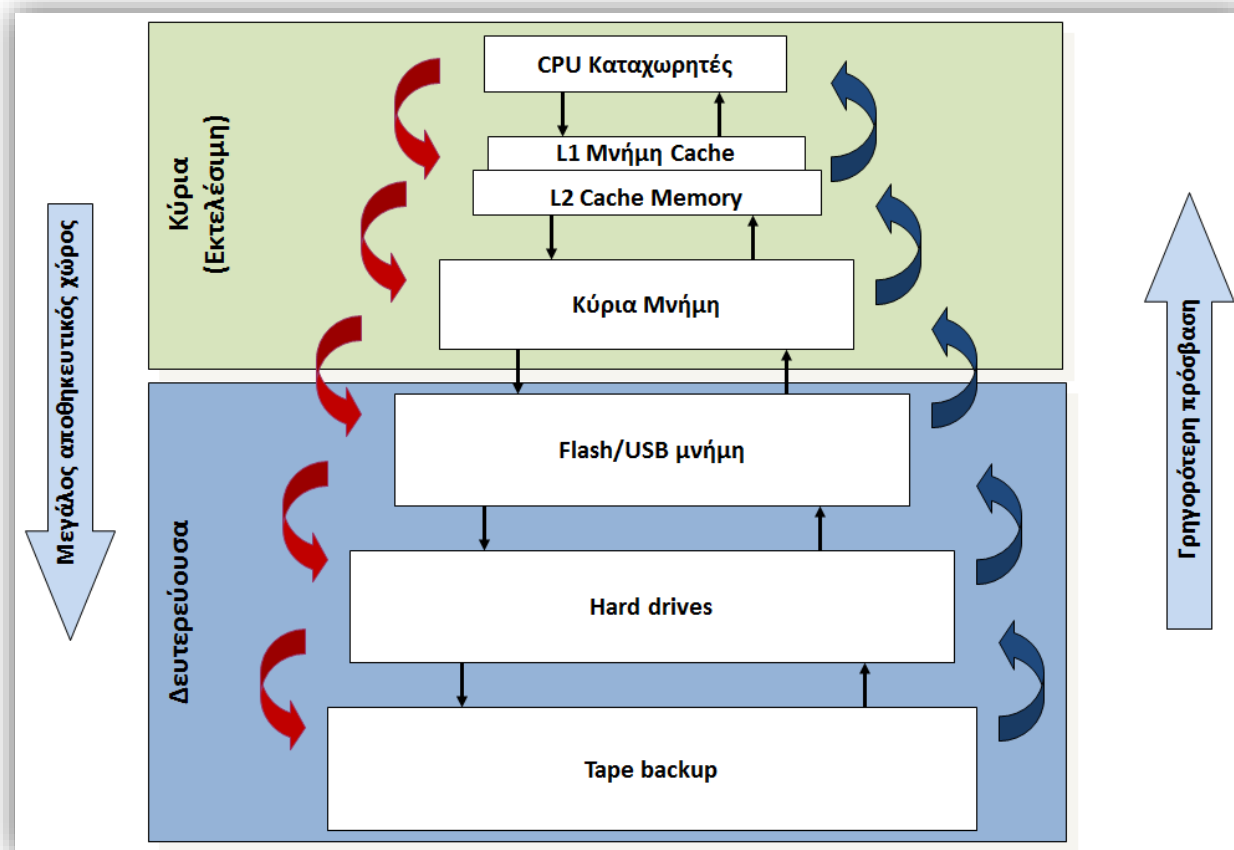 CPU Καταχωρητές
L1 Μνήμη Cache
L2 Cache Memory
Κύρια Μνήμη
Κύρια
(Εκτελέσιμη)
Flash/USB μνήμη
Hard drives
Tape backup
Δευτερεύουσα
Μεγάλος αποθηκευτικός χώρος
Γρηγορότερη πρόσβαση